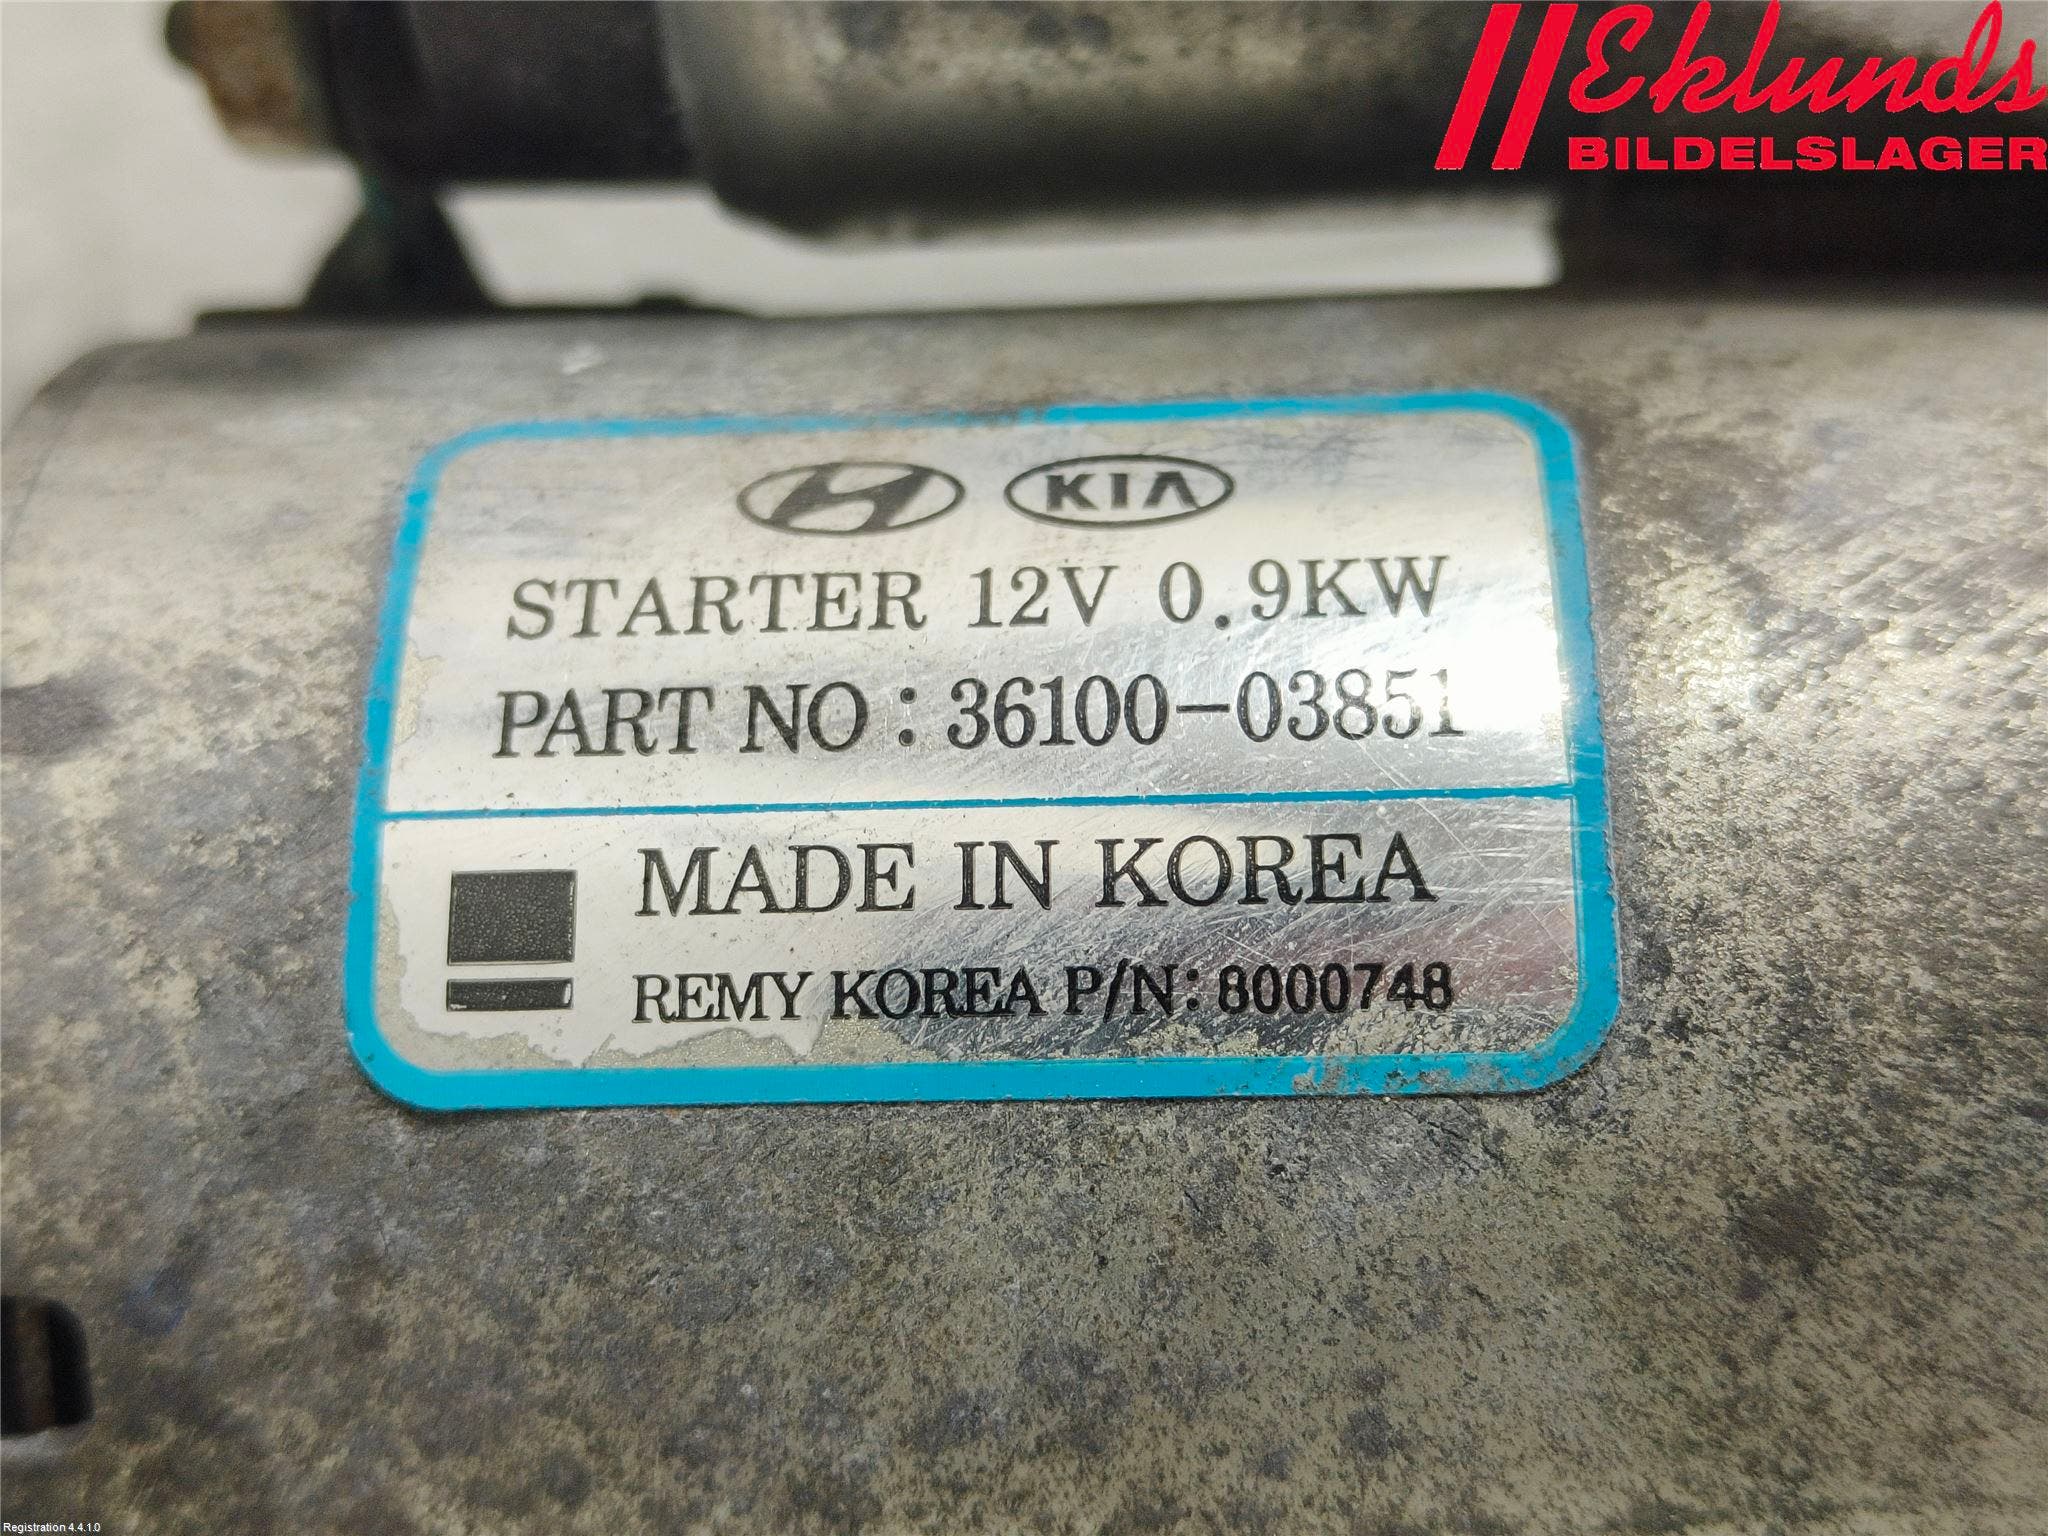 Eklunds
BILDELSLAGER
KIA
STARTER 12V 0.9KW
PART NO : 36100-03851
MADE IN KOREA
REMY KOREA P/N: 8000748
Registration 4.4.1.0